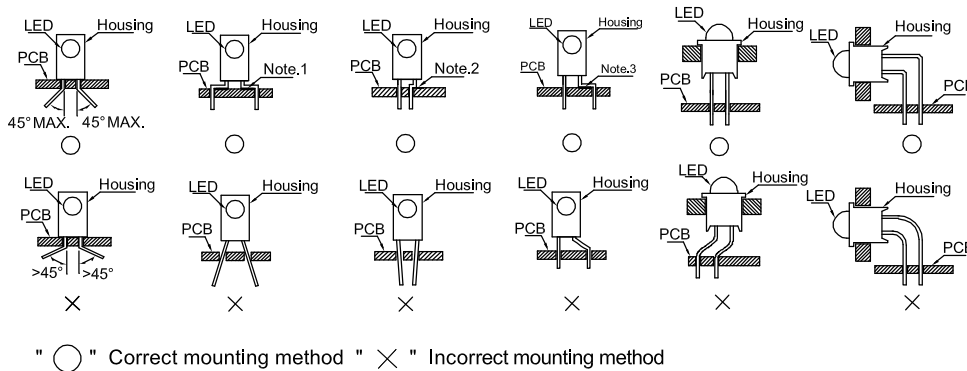 LED Housing LED Housing LED Housing LED Housing LED Housing
PCB PCB PCB PCB PCB LED Housing
Note.1 Note.2 Note.3
45°MAX. 45°MAX. PCB
LED Housing LED Housing LED Housing LED Housing LED Housing
PCB PCB PCB PCB PCB LED Housing
>45° >45° PCB
" ◯ " Correct mounting method " ✕ " Incorrect mounting method